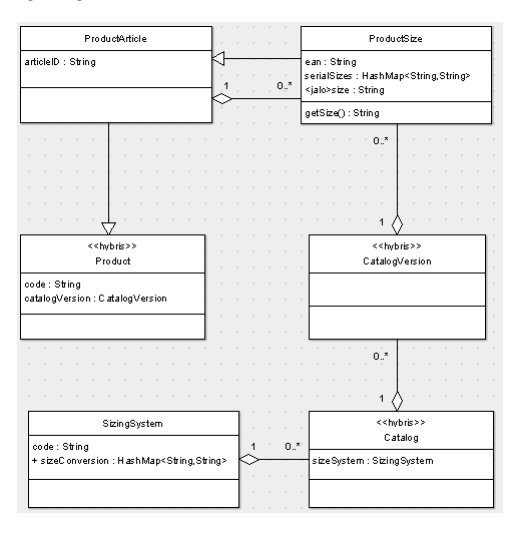 ProductArticle
articleID : String
ProductSize
ean : String
serialSizes : HashMap<String,String>
<jalo>size : String
getSize() : String
1
0..*
0..*
1
<<hybris>>
Product
code : String
catalogVersion : CatalogVersion
<<hybris>>
CatalogVersion
0..*
1
SizingSystem
code : String
+ sizeConversion : HashMap<String,String>
1
0..*
<<hybris>>
Catalog
sizeSystem : SizingSystem